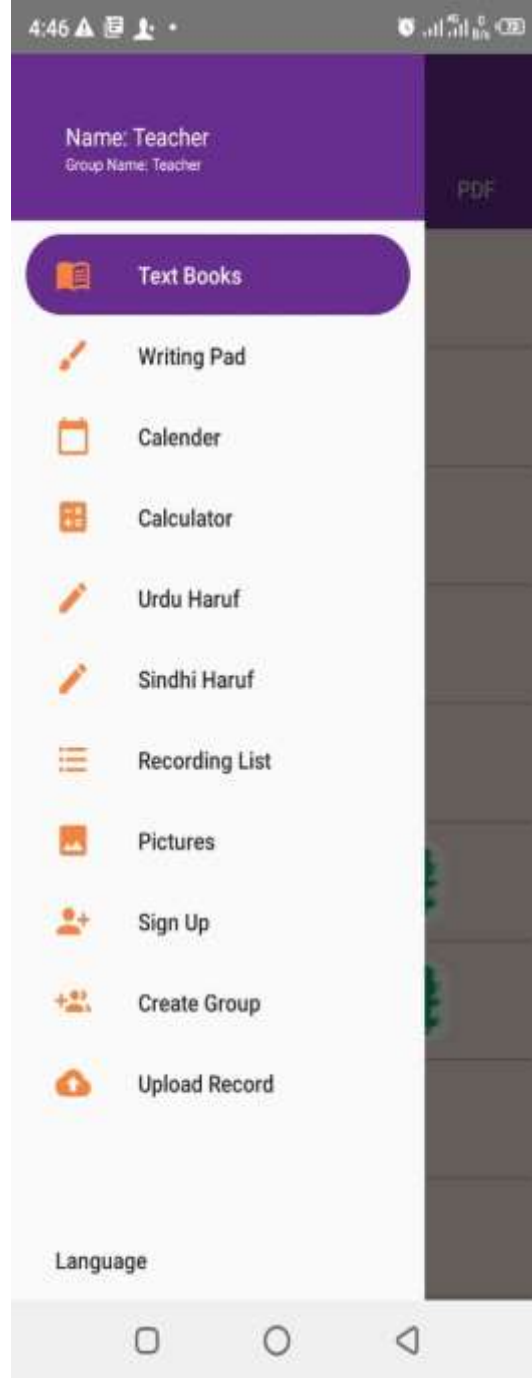 4:46
Name: Teacher
Group Name: Teacher
PDF
Text Books
Writing Pad
Calender
Calculator
Urdu Haruf
Sindhi Haruf
Recording List
Pictures
Sign Up
Create Group
Upload Record
Language